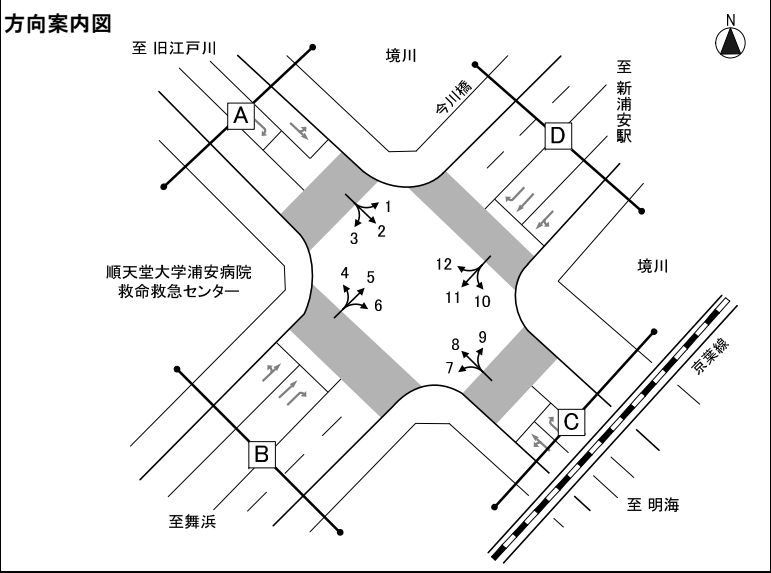 方向案内図
N
至 旧江戸川
境川
今川橋
至 新浦安駅
A
D
1
2
3
4
5
6
12
11
10
境川
順天堂大学浦安病院
救命救急センター
8
9
7
京葉線
C
B
至舞浜
至 明海